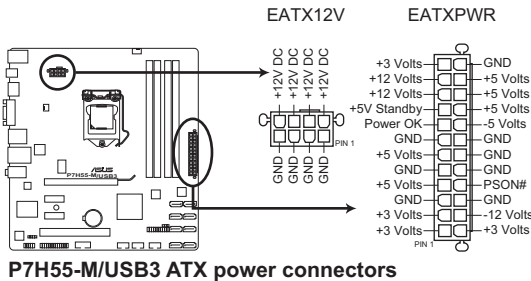 EATX12V
EATXPWR
+12V DC
+12V DC
+12V DC
+12V DC
PIN 1
GND
GND
GND
GND
+3 Volts GND
+12 Volts +5 Volts
+12 Volts +5 Volts
+5V Standby +5 Volts
Power OK -5 Volts
GND GND
+5 Volts GND
GND GND
+5 Volts PSON#
GND GND
+3 Volts -12 Volts
+3 Volts +3 Volts
PIN 1
ASUS
P7H55-M/USB3
P7H55-M/USB3 ATX power connectors